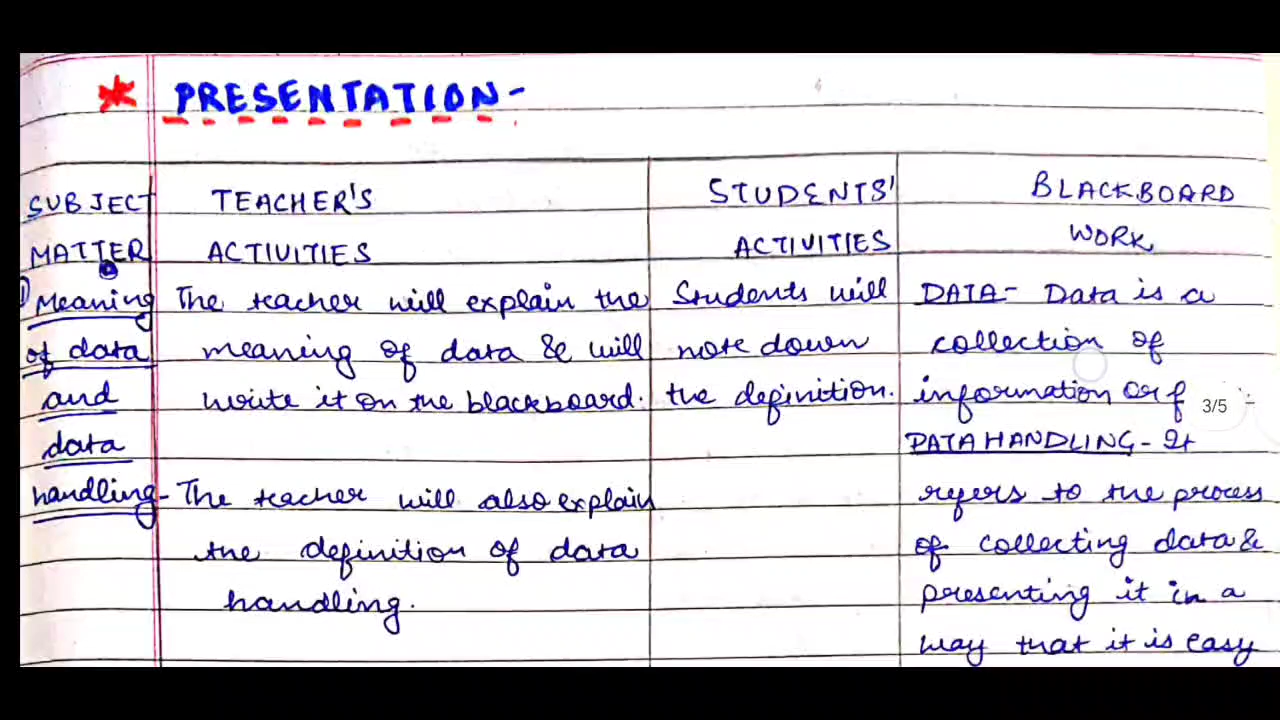 * PRESENTATION-
SUBJECT MATTER
TEACHER'S ACTIVITIES
STUDENTS' ACTIVITIES
BLACKBOARD WORK
① Meaning
of data
and
data
handling-
The teacher will explain the
meaning of data & will
write it on the blackboard.
The teacher will also explain
the definition of data
handling.
Students will
note down
the definition.
DATA- Data is a
collection of
information or f
DATA HANDLING- It
refers to the process
of collecting data &
presenting it in a
way that it is easy
3/5